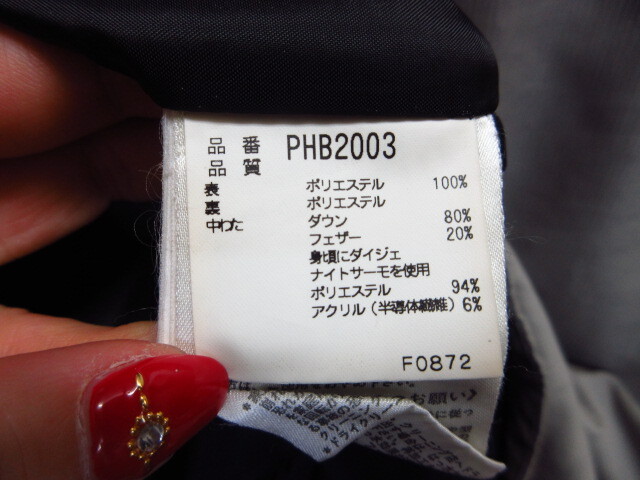 品番 PHB2003
品質
表 ポリエステル 100%
裏 ポリエステル
中わた ダウン 80%
フェザー 20%
身頃にダイジェ
ナイトサーモを使用
ポリエステル 94%
アクリル(半導体繊維) 6%
F0872
お願い